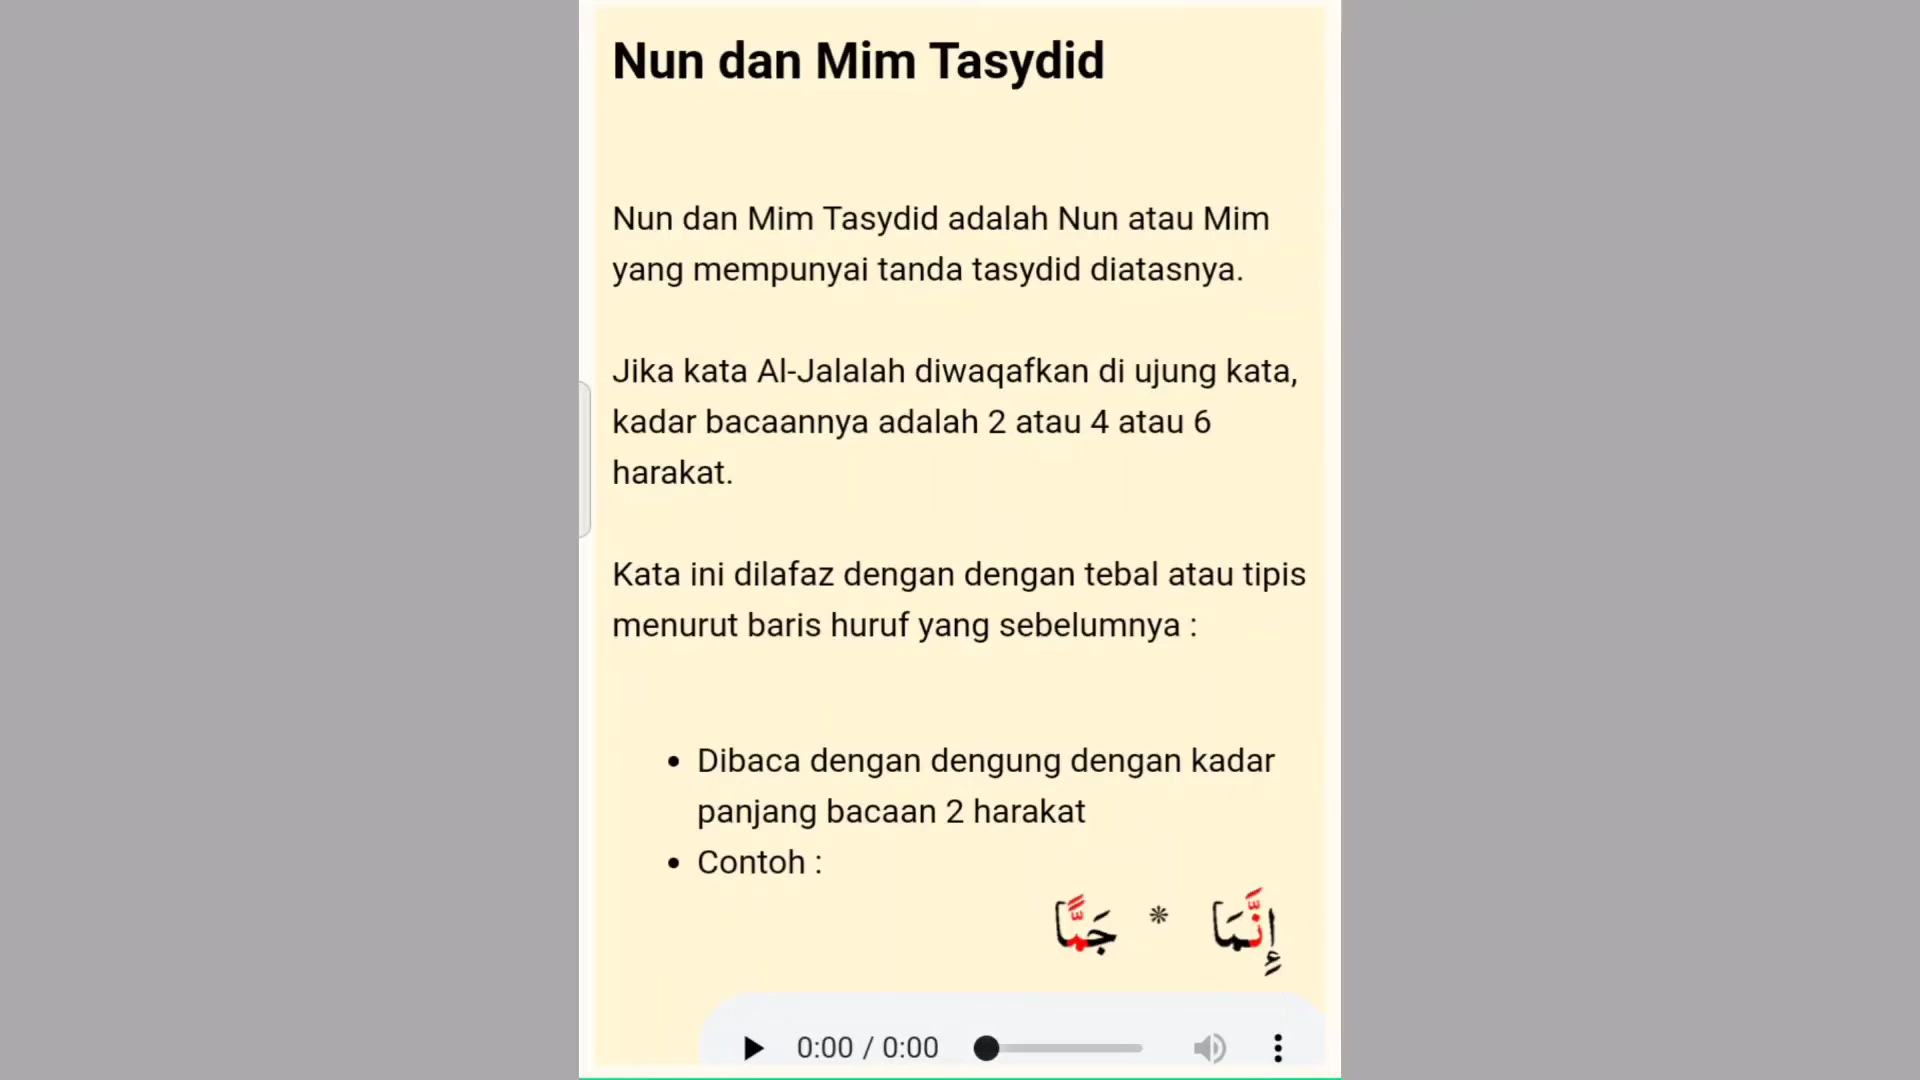 Nun dan Mim Tasydid
Nun dan Mim Tasydid adalah Nun atau Mim
yang mempunyai tanda tasydid diatasnya.
Jika kata Al-Jalalah diwaqafkan di ujung kata,
kadar bacaannya adalah 2 atau 4 atau 6
harakat.
Kata ini dilafaz dengan dengan tebal atau tipis
menurut baris huruf yang sebelumnya :
• Dibaca dengan dengung dengan kadar
panjang bacaan 2 harakat
• Contoh :
إِنَّمَا * جَمًّا
0:00 / 0:00